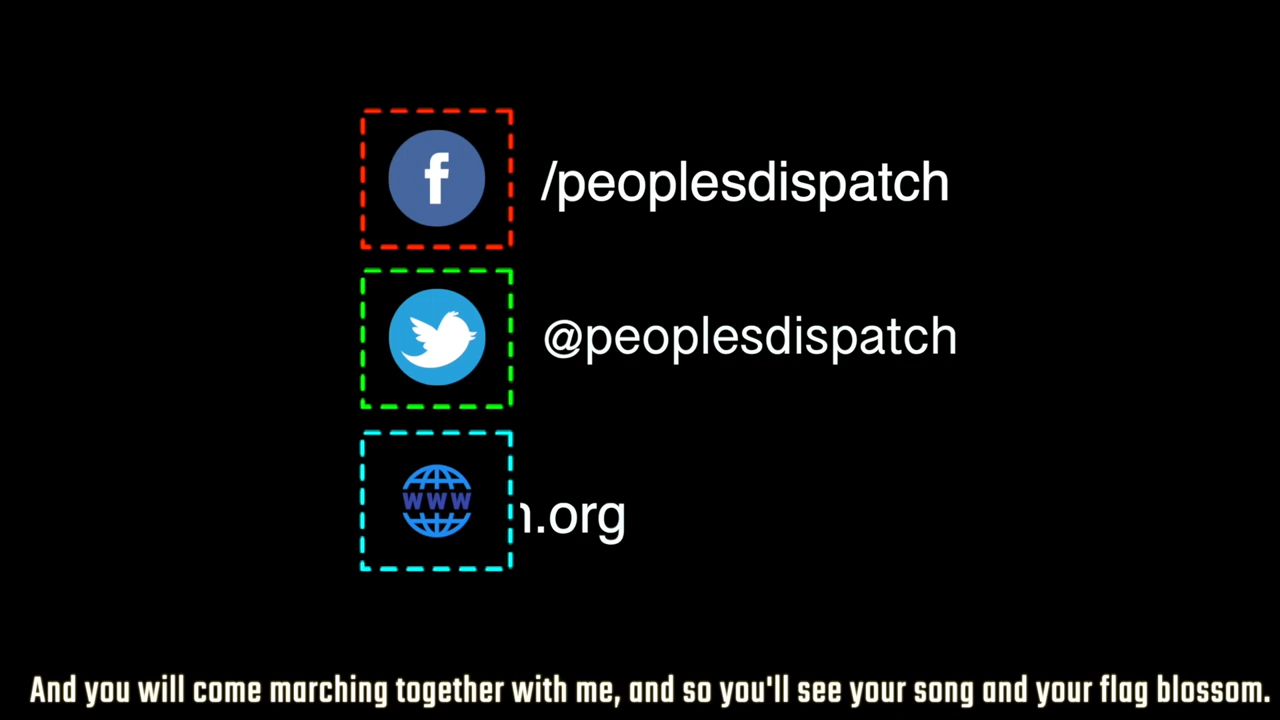 f /peoplesdispatch
@peoplesdispatch
WWW .org
And you will come marching together with me, and so you'll see your song and your flag blossom.